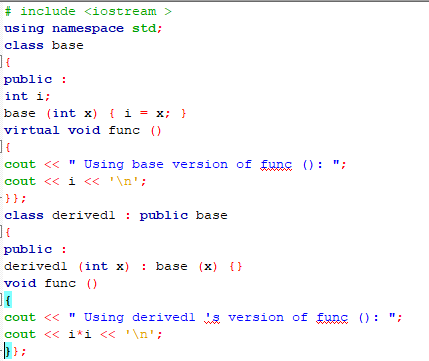 # include <iostream >
using namespace std;
class base
{
public :
int i;
base (int x) { i = x; }
virtual void func ()
{
cout << " Using base version of func (): ";
cout << i << '\n';
}};
class derived1 : public base
{
public :
derived1 (int x) : base (x) {}
void func ()
{
cout << " Using derived1 's version of func (): ";
cout << i*i << '\n';
}};